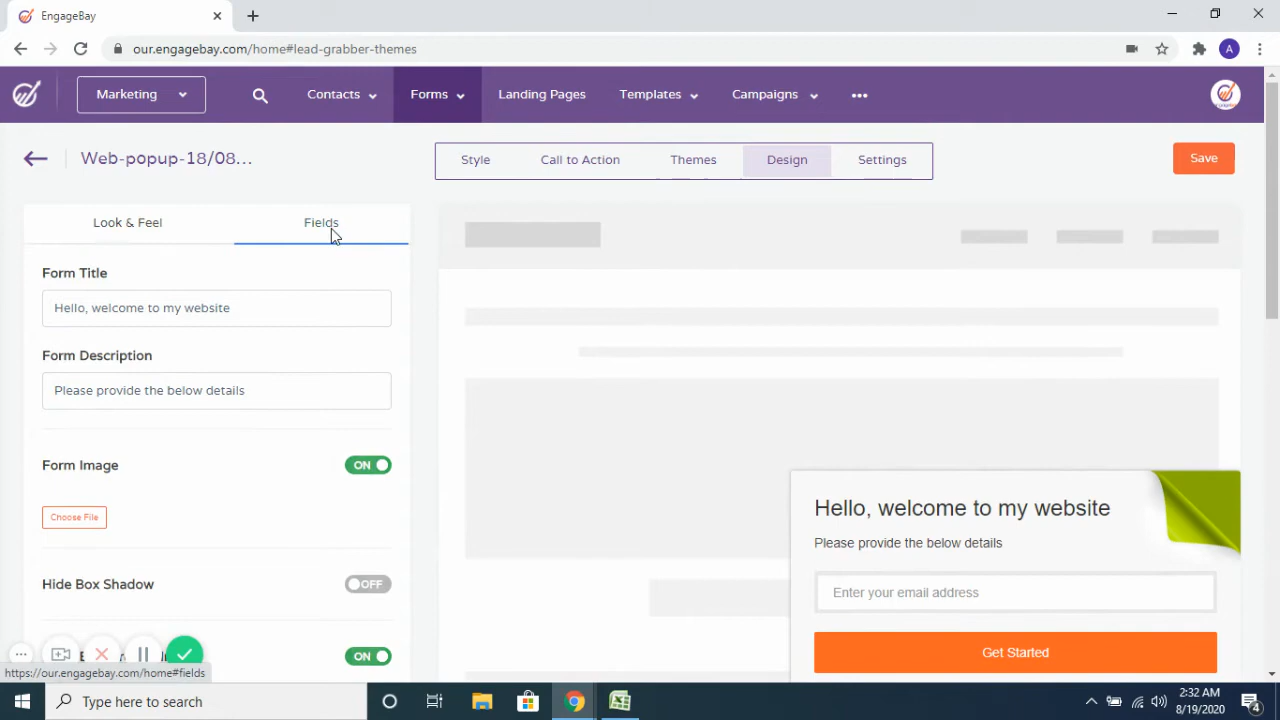 EngageBay
our.engagebay.com/home#lead-grabber-themes
A
Marketing
Contacts
Forms
Landing Pages
Templates
Campaigns
Web-popup-18/08...
Style
Call to Action
Themes
Design
Settings
Save
Look & Feel
Fields
Form Title
Hello, welcome to my website
Form Description
Please provide the below details
Form Image
ON
Choose File
Hide Box Shadow
OFF
ON
Hello, welcome to my website
Please provide the below details
Enter your email address
Get Started
https://our.engagebay.com/home#fields
Type here to search
2:32 AM
8/19/2020
4